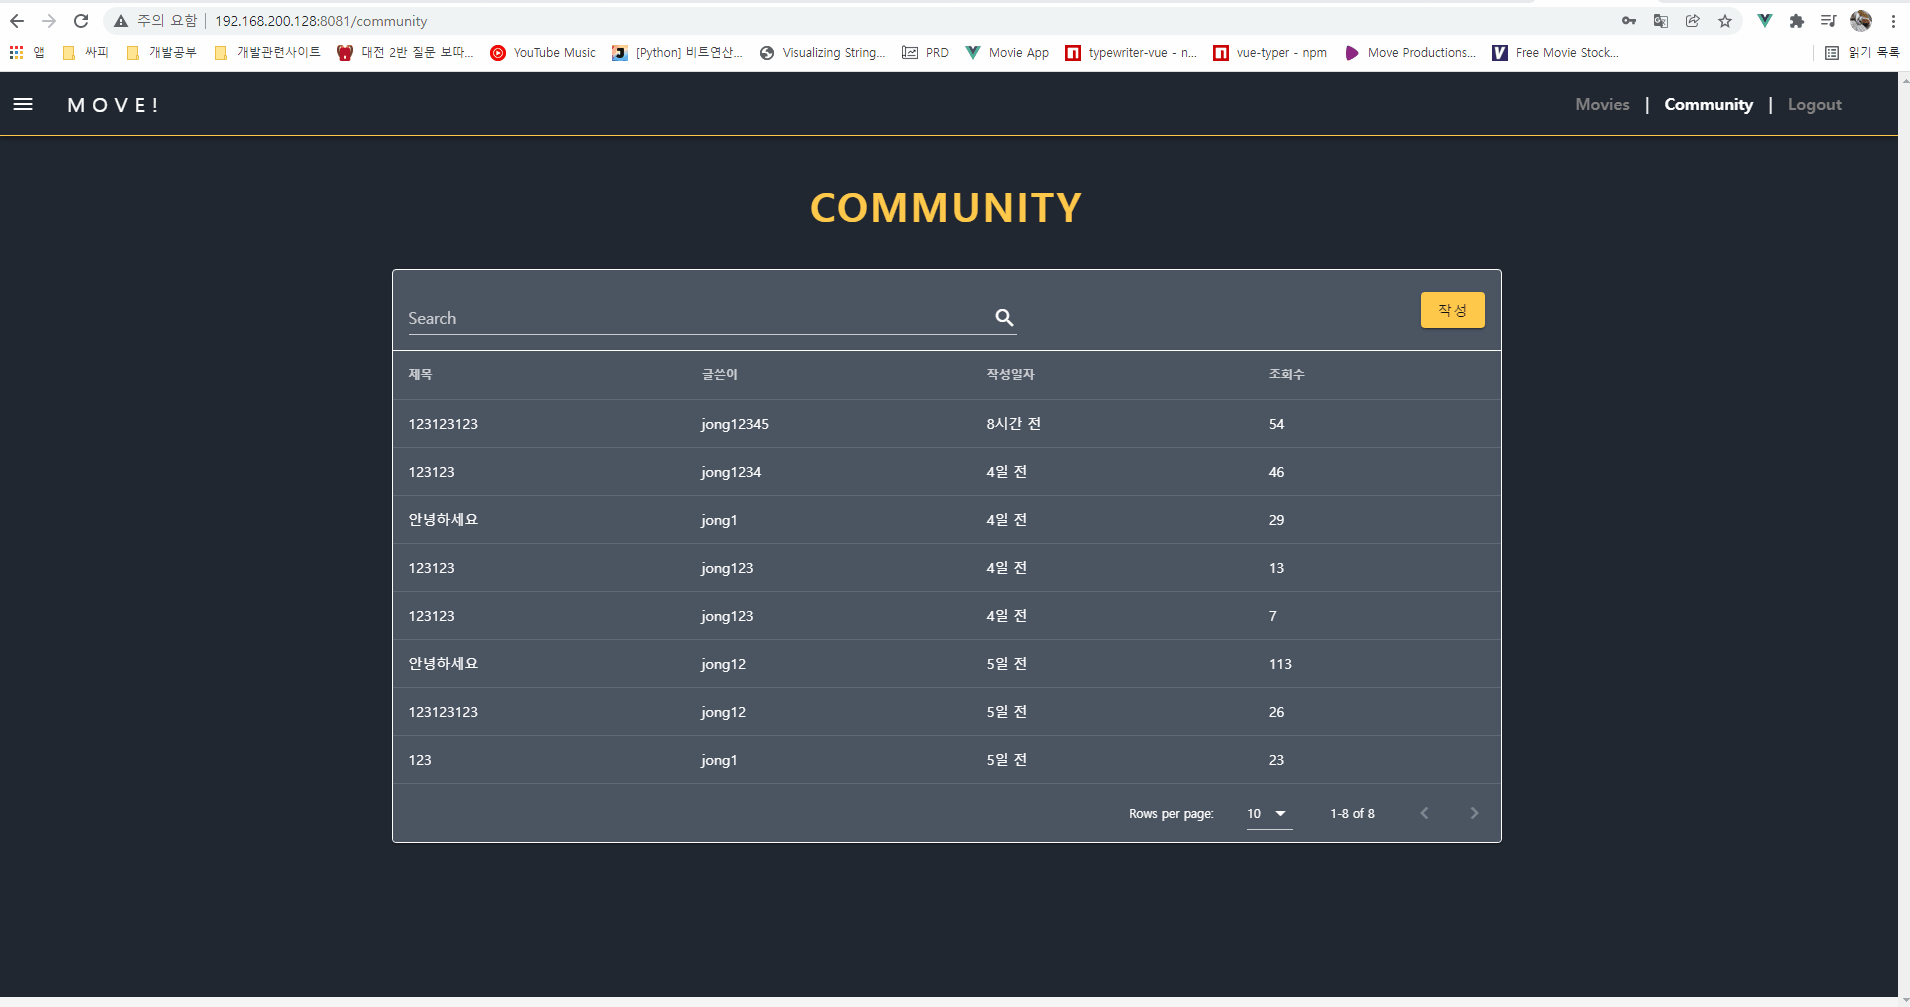 주의 요함 | 192.168.200.128:8081/community
앱 싸피 개발공부 개발관련사이트 대전 2반 질문 보따... YouTube Music [Python] 비트연산... Visualizing String... PRD Movie App typewriter-vue - n... vue-typer - npm Move Productions... Free Movie Stock... 읽기 목록
MOVE! Movies | Community | Logout
COMMUNITY
Search 작성
제목 글쓴이 작성일자 조회수
123123123 jong12345 8시간 전 54
123123 jong1234 4일 전 46
안녕하세요 jong1 4일 전 29
123123 jong123 4일 전 13
123123 jong123 4일 전 7
안녕하세요 jong12 5일 전 113
123123123 jong12 5일 전 26
123 jong1 5일 전 23
Rows per page: 10 1-8 of 8